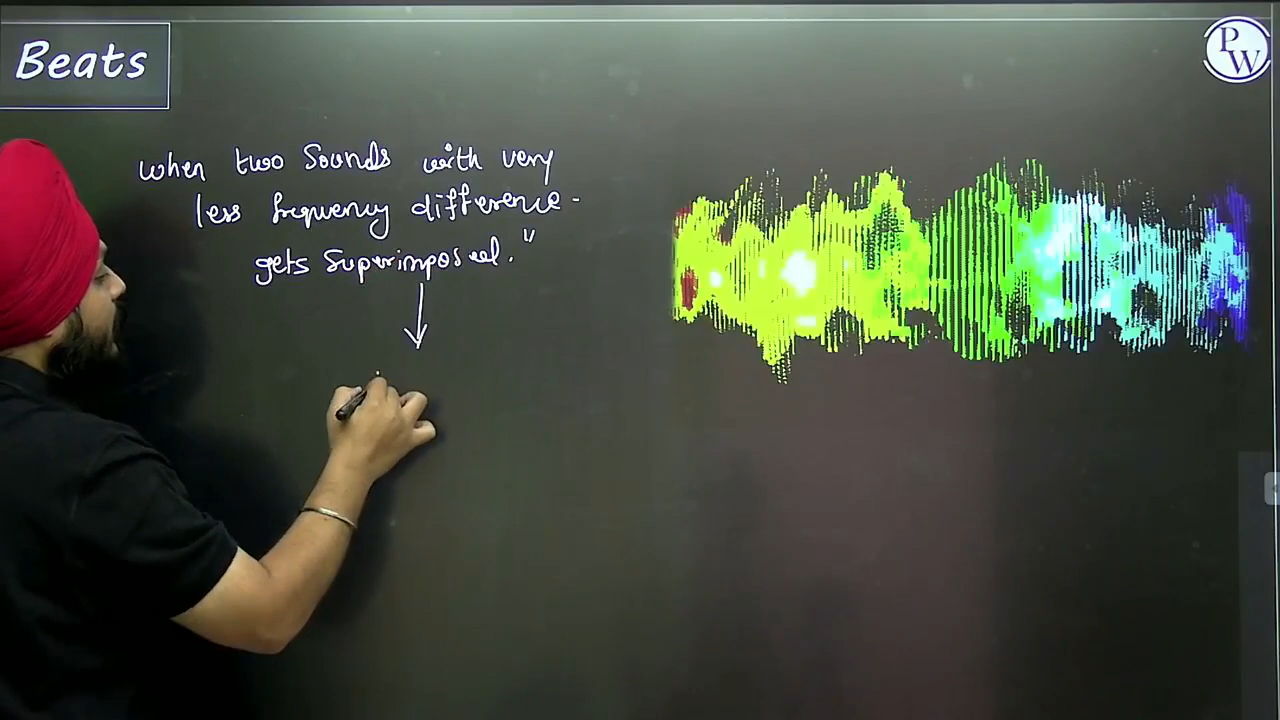 Beats
PW
when two Sounds with very
less frequency difference -
gets Superimposed."